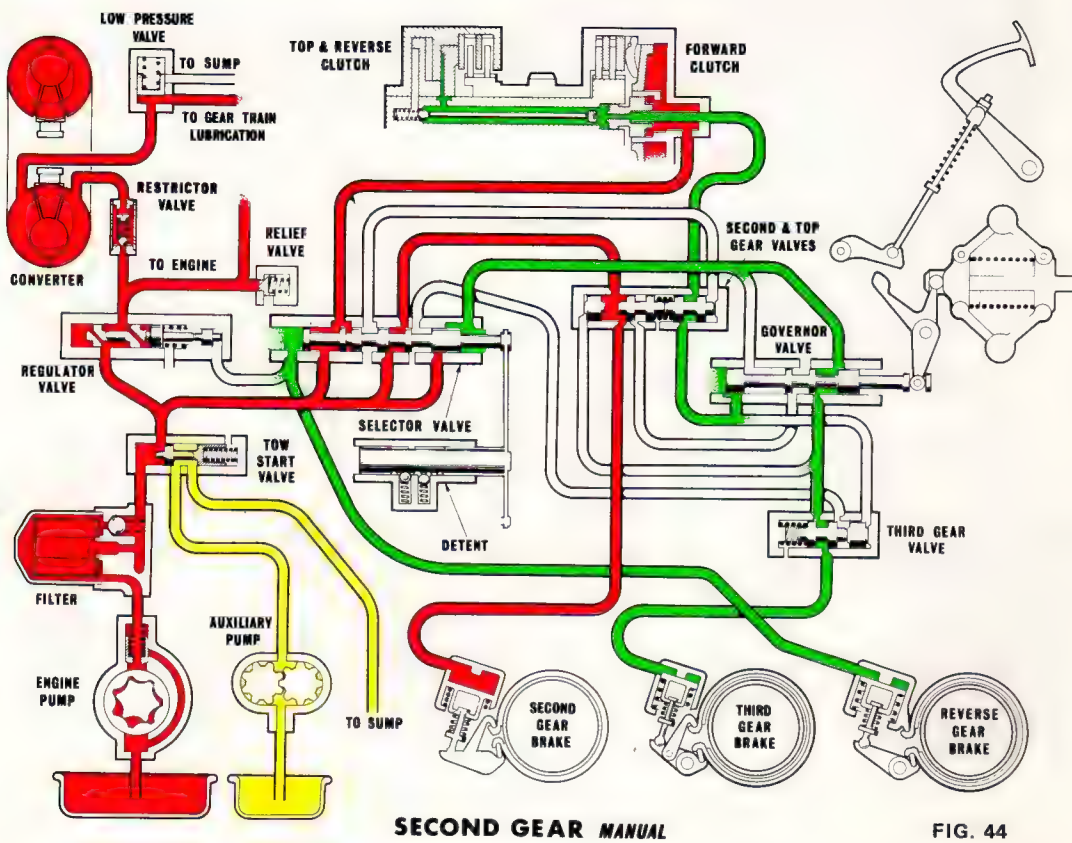 LOW PRESSURE
VALVE
TO SUMP
TO GEAR TRAIN
LUBRICATION
TOP & REVERSE
CLUTCH
FORWARD
CLUTCH
RESTRICTOR
VALVE
CONVERTER
TO ENGINE
RELIEF
VALVE
SECOND & TOP
GEAR VALVES
REGULATOR
VALVE
SELECTOR VALVE
GOVERNOR
VALVE
TOW
START
VALVE
DETENT
THIRD GEAR
VALVE
FILTER
AUXILIARY
PUMP
ENGINE
PUMP
TO SUMP
SECOND
GEAR
BRAKE
THIRD
GEAR
BRAKE
REVERSE
GEAR
BRAKE
SECOND GEAR MANUAL
FIG. 44